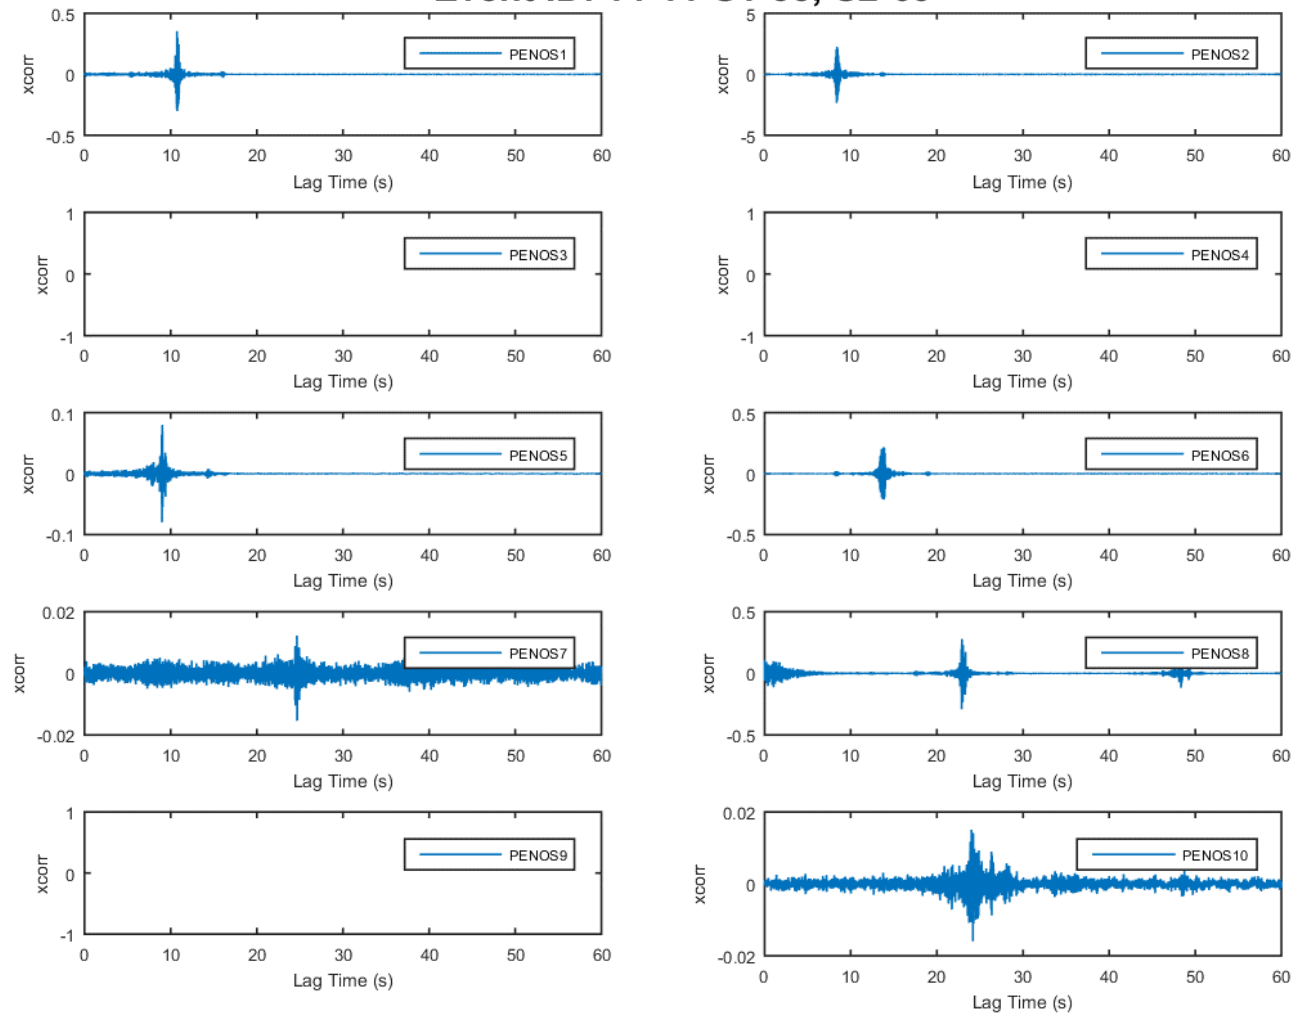 0.5
PENOS1
xcorr
0
-0.5
0 10 20 30 40 50 60
Lag Time (s)
5
PENOS2
xcorr
0
-5
0 10 20 30 40 50 60
Lag Time (s)
1
PENOS3
xcorr
0
-1
0 10 20 30 40 50 60
Lag Time (s)
1
PENOS4
xcorr
0
-1
0 10 20 30 40 50 60
Lag Time (s)
0.1
PENOS5
xcorr
0
-0.1
0 10 20 30 40 50 60
Lag Time (s)
0.5
PENOS6
xcorr
0
-0.5
0 10 20 30 40 50 60
Lag Time (s)
0.02
PENOS7
xcorr
0
-0.02
0 10 20 30 40 50 60
Lag Time (s)
0.5
PENOS8
xcorr
0
-0.5
0 10 20 30 40 50 60
Lag Time (s)
1
PENOS9
xcorr
0
-1
0 10 20 30 40 50 60
Lag Time (s)
0.02
PENOS10
xcorr
0
-0.02
0 10 20 30 40 50 60
Lag Time (s)